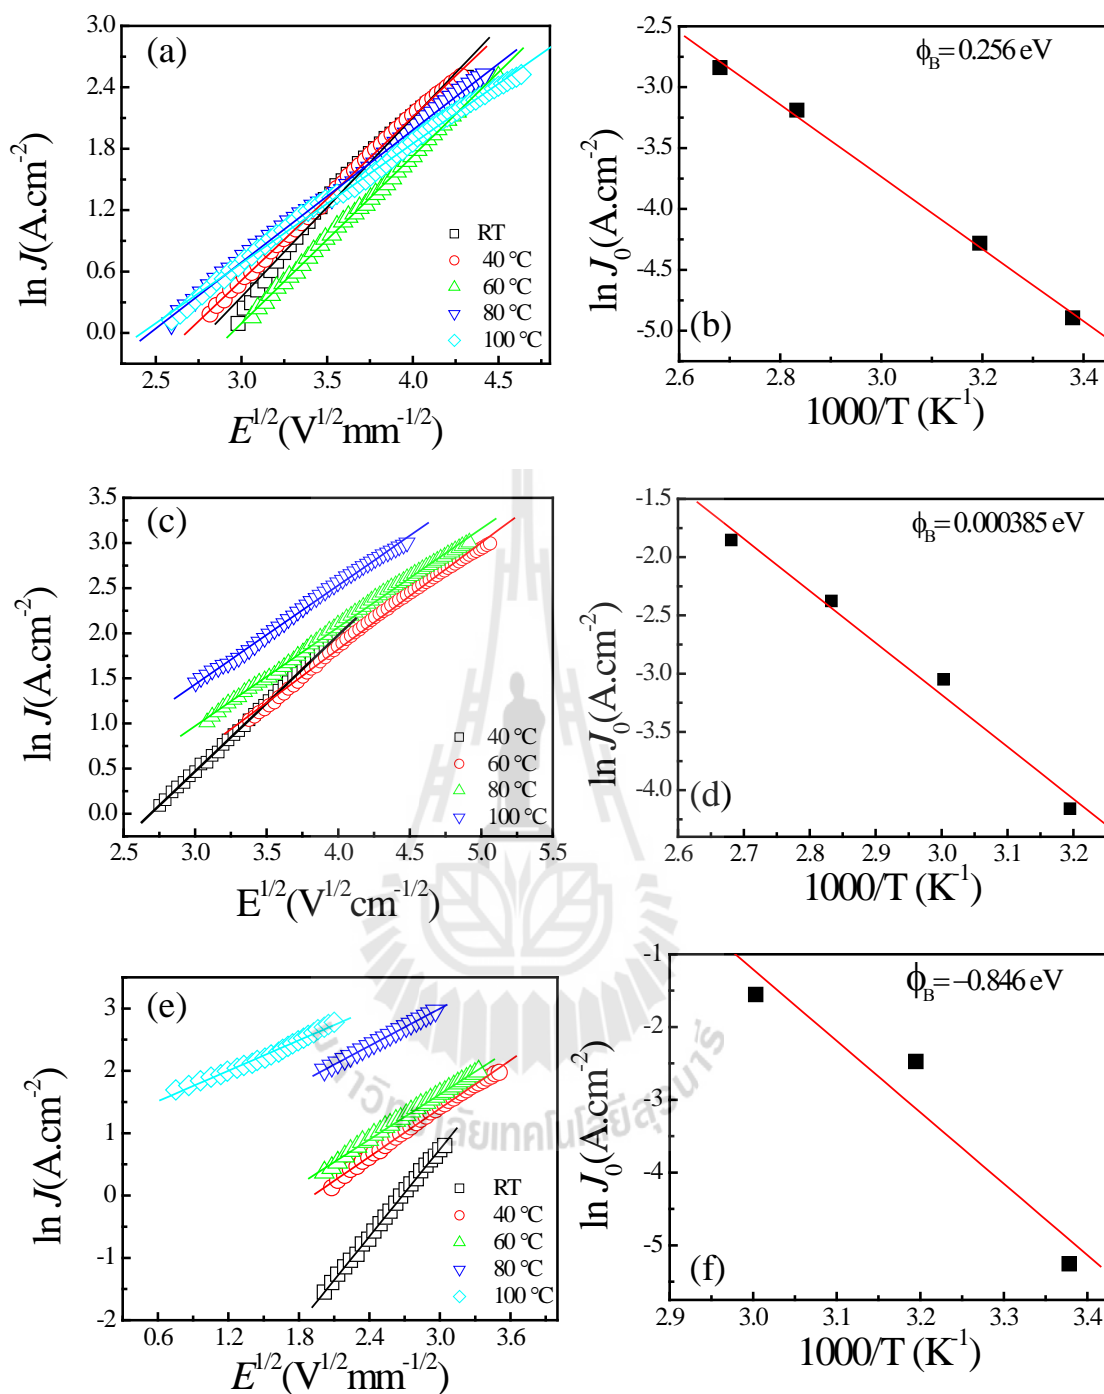 (a)
3.0
2.4
1.8
1.2
0.6
0.0
ln J(A.cm⁻²)
RT
40 °C
60 °C
80 °C
100 °C
2.5 3.0 3.5 4.0 4.5
E^1/2(V^1/2mm^-1/2)
(b)
ϕB= 0.256 eV
-2.5
-3.0
-3.5
-4.0
-4.5
-5.0
ln J₀(A.cm⁻²)
2.6 2.8 3.0 3.2 3.4
1000/T (K⁻¹)
(c)
3.5
3.0
2.5
2.0
1.5
1.0
0.5
0.0
ln J(A.cm⁻²)
40 °C
60 °C
80 °C
100 °C
2.5 3.0 3.5 4.0 4.5 5.0 5.5
E^1/2(V^1/2cm^-1/2)
(d)
ϕB= 0.000385 eV
-1.5
-2.0
-2.5
-3.0
-3.5
-4.0
ln J₀(A.cm⁻²)
2.6 2.7 2.8 2.9 3.0 3.1 3.2
1000/T (K⁻¹)
(e)
3
2
1
0
-1
-2
ln J(A.cm⁻²)
RT
40 °C
60 °C
80 °C
100 °C
0.6 1.2 1.8 2.4 3.0 3.6
E^1/2(V^1/2mm^-1/2)
(f)
ϕB= −0.846 eV
-1
-2
-3
-4
-5
ln J₀(A.cm⁻²)
2.9 3.0 3.1 3.2 3.3 3.4
1000/T (K⁻¹)